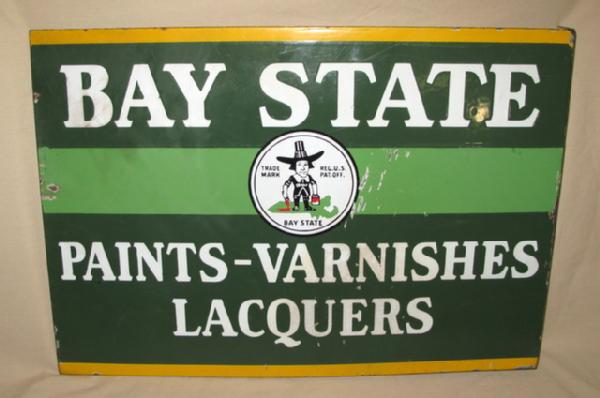 BAY STATE
TRADE MARK
REG.U.S. PAT.OFF.
BAY STATE
PAINTS-VARNISHES
LACQUERS